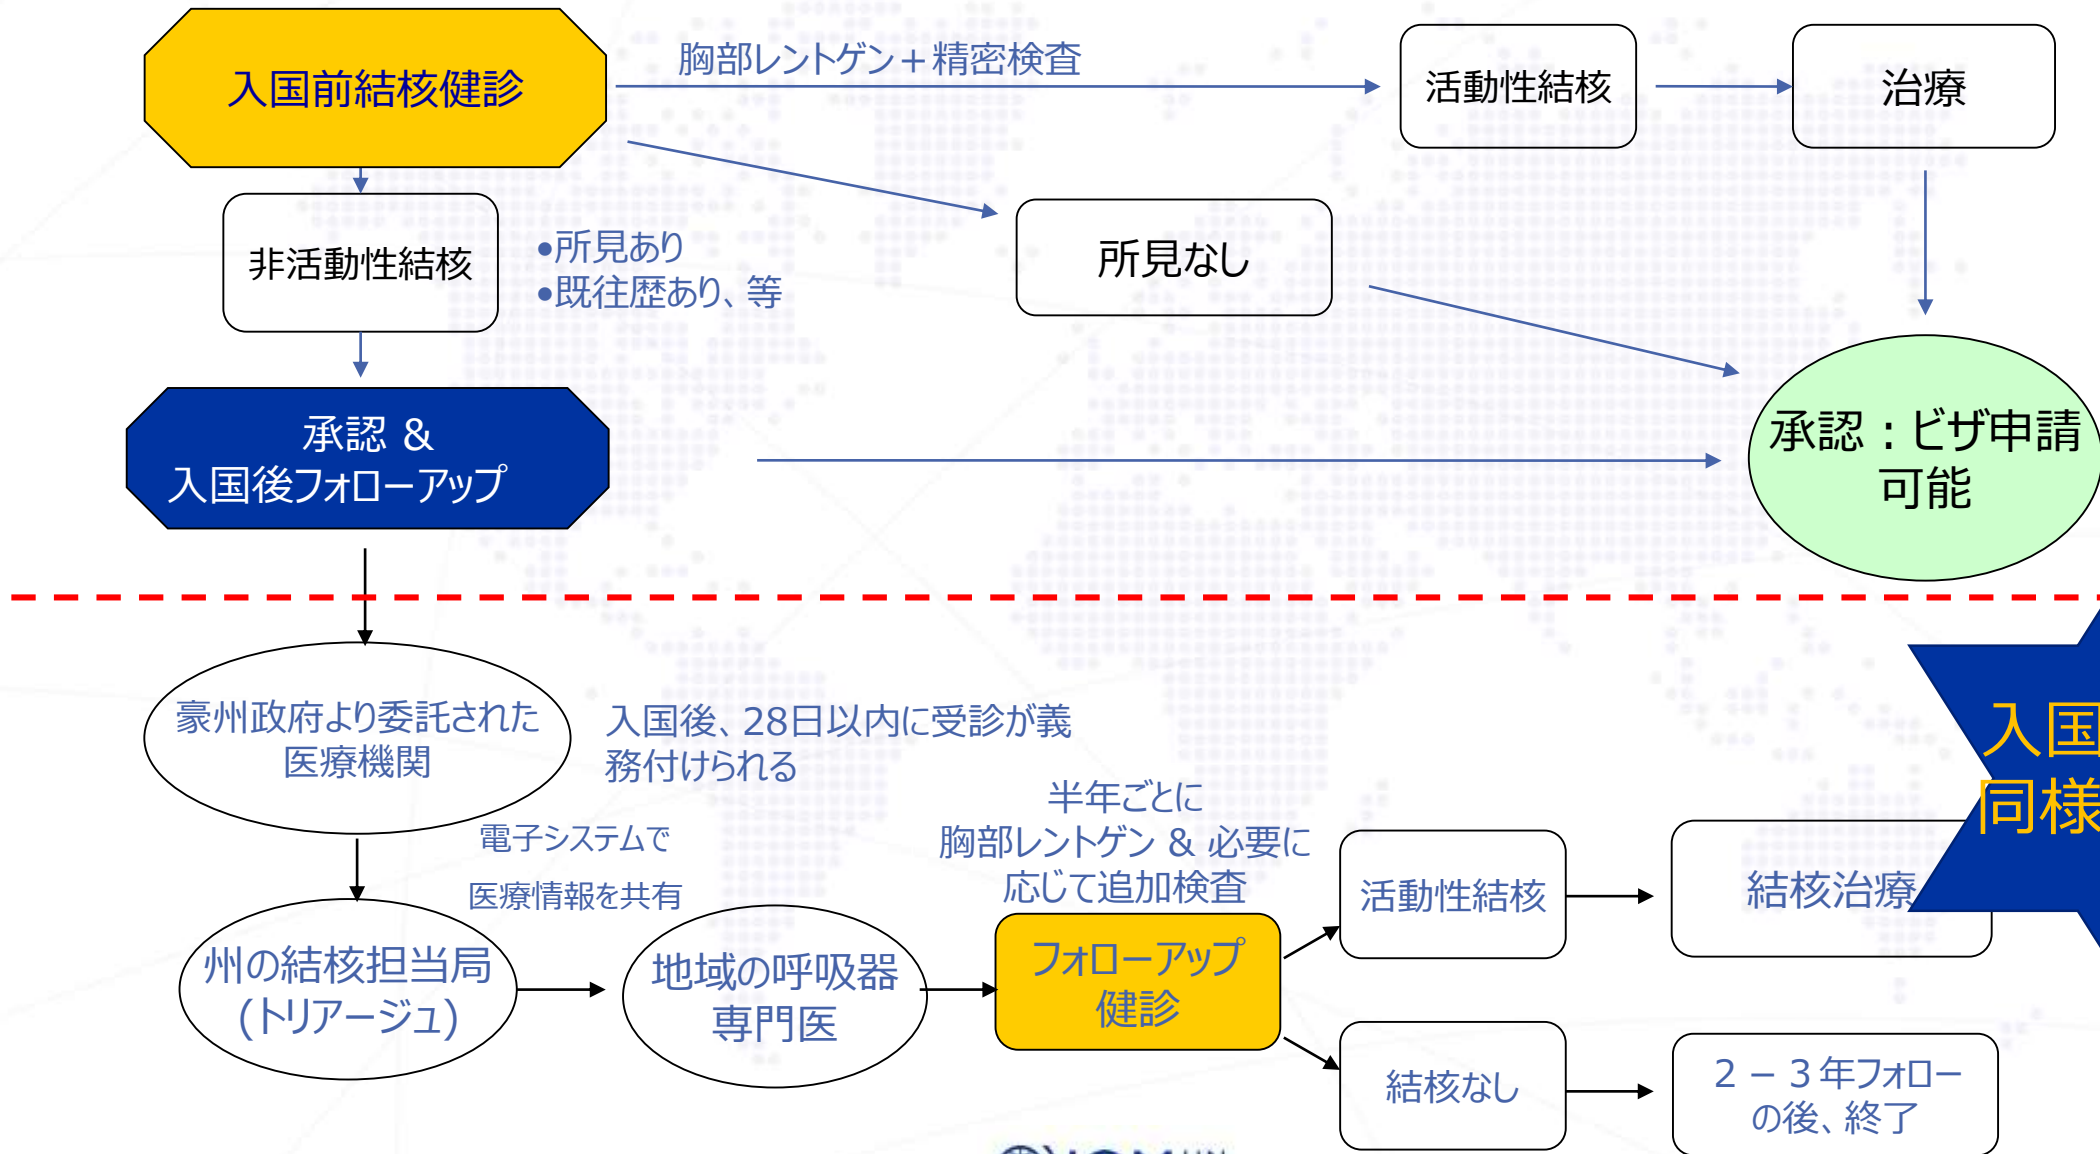 入国前結核健診
胸部レントゲン＋精密検査
活動性結核
治療
非活動性結核
•所見あり
•既往歴あり、等
所見なし
承認 &
入国後フォローアップ
承認：ビザ申請
可能
豪州政府より委託された
医療機関
入国後、28日以内に受診が義
務付けられる
入国
同様
電子システムで
医療情報を共有
半年ごとに
胸部レントゲン & 必要に
応じて追加検査
活動性結核
結核治療
州の結核担当局
(トリアージュ)
地域の呼吸器
専門医
フォローアップ
健診
結核なし
２－３年フォロー
の後、終了